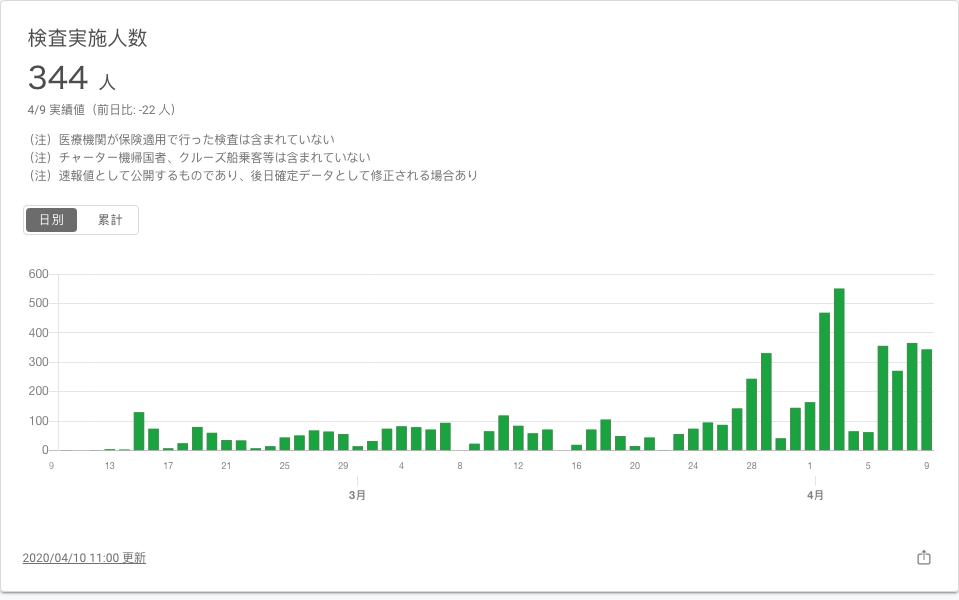 検査実施人数
344 人
4/9 実績値（前日比: -22 人）
（注）医療機関が保険適用で行った検査は含まれていない
（注）チャーター機帰国者、クルーズ船乗客等は含まれていない
（注）速報値として公開するものであり、後日確定データとして修正される場合あり
日別 累計
600
500
400
300
200
100
0
9 13 17 21 25 29 4 8 12 16 20 24 28 1 5 9
3月 4月
2020/04/10 11:00 更新